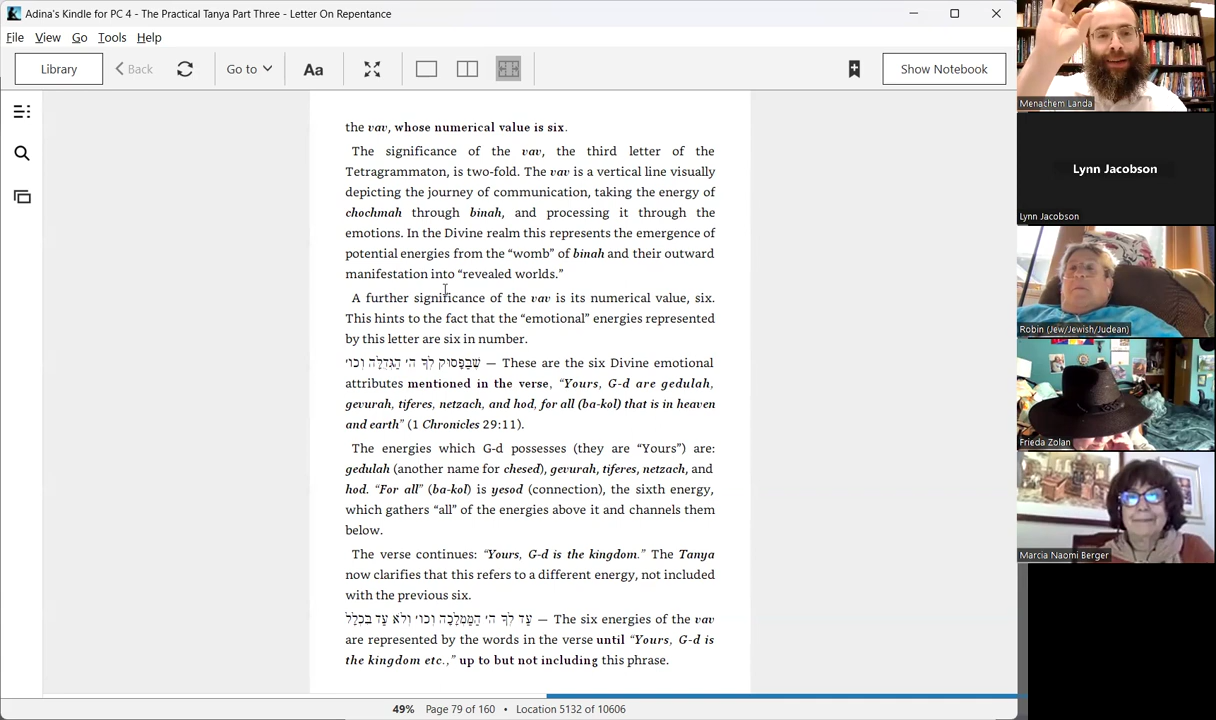 Adina's Kindle for PC 4 - The Practical Tanya Part Three - Letter On Repentance
File View Go Tools Help
Library Back Go to Aa Show Notebook
the vav, whose numerical value is six.
The significance of the vav, the third letter of the
Tetragrammaton, is two-fold. The vav is a vertical line visually
depicting the journey of communication, taking the energy of
chochmah through binah, and processing it through the
emotions. In the Divine realm this represents the emergence of
potential energies from the “womb” of binah and their outward
manifestation into “revealed worlds.”
A further significance of the vav is its numerical value, six.
This hints to the fact that the “emotional” energies represented
by this letter are six in number.
שֶׁבַּפָּסוּק לְךָ ה' הַגְּדֻלָּה וְכוּ' — These are the six Divine emotional
attributes mentioned in the verse, “Yours, G-d are gedulah,
gevurah, tiferes, netzach, and hod, for all (ba-kol) that is in heaven
and earth” (1 Chronicles 29:11).
The energies which G-d possesses (they are “Yours”) are:
gedulah (another name for chesed), gevurah, tiferes, netzach, and
hod. “For all” (ba-kol) is yesod (connection), the sixth energy,
which gathers “all” of the energies above it and channels them
below.
The verse continues: “Yours, G-d is the kingdom.” The Tanya
now clarifies that this refers to a different energy, not included
with the previous six.
עַד לְךָ ה' הַמַּמְלָכָה וְכוּ' וְלֹא עַד בִּכְלָל — The six energies of the vav
are represented by the words in the verse until “Yours, G-d is
the kingdom etc.,” up to but not including this phrase.
49% Page 79 of 160 • Location 5132 of 10606
Menachem Landa
Lynn Jacobson
Lynn Jacobson
Robin (Jew/Jewish/Judean)
Frieda Zolan
Marcia Naomi Berger